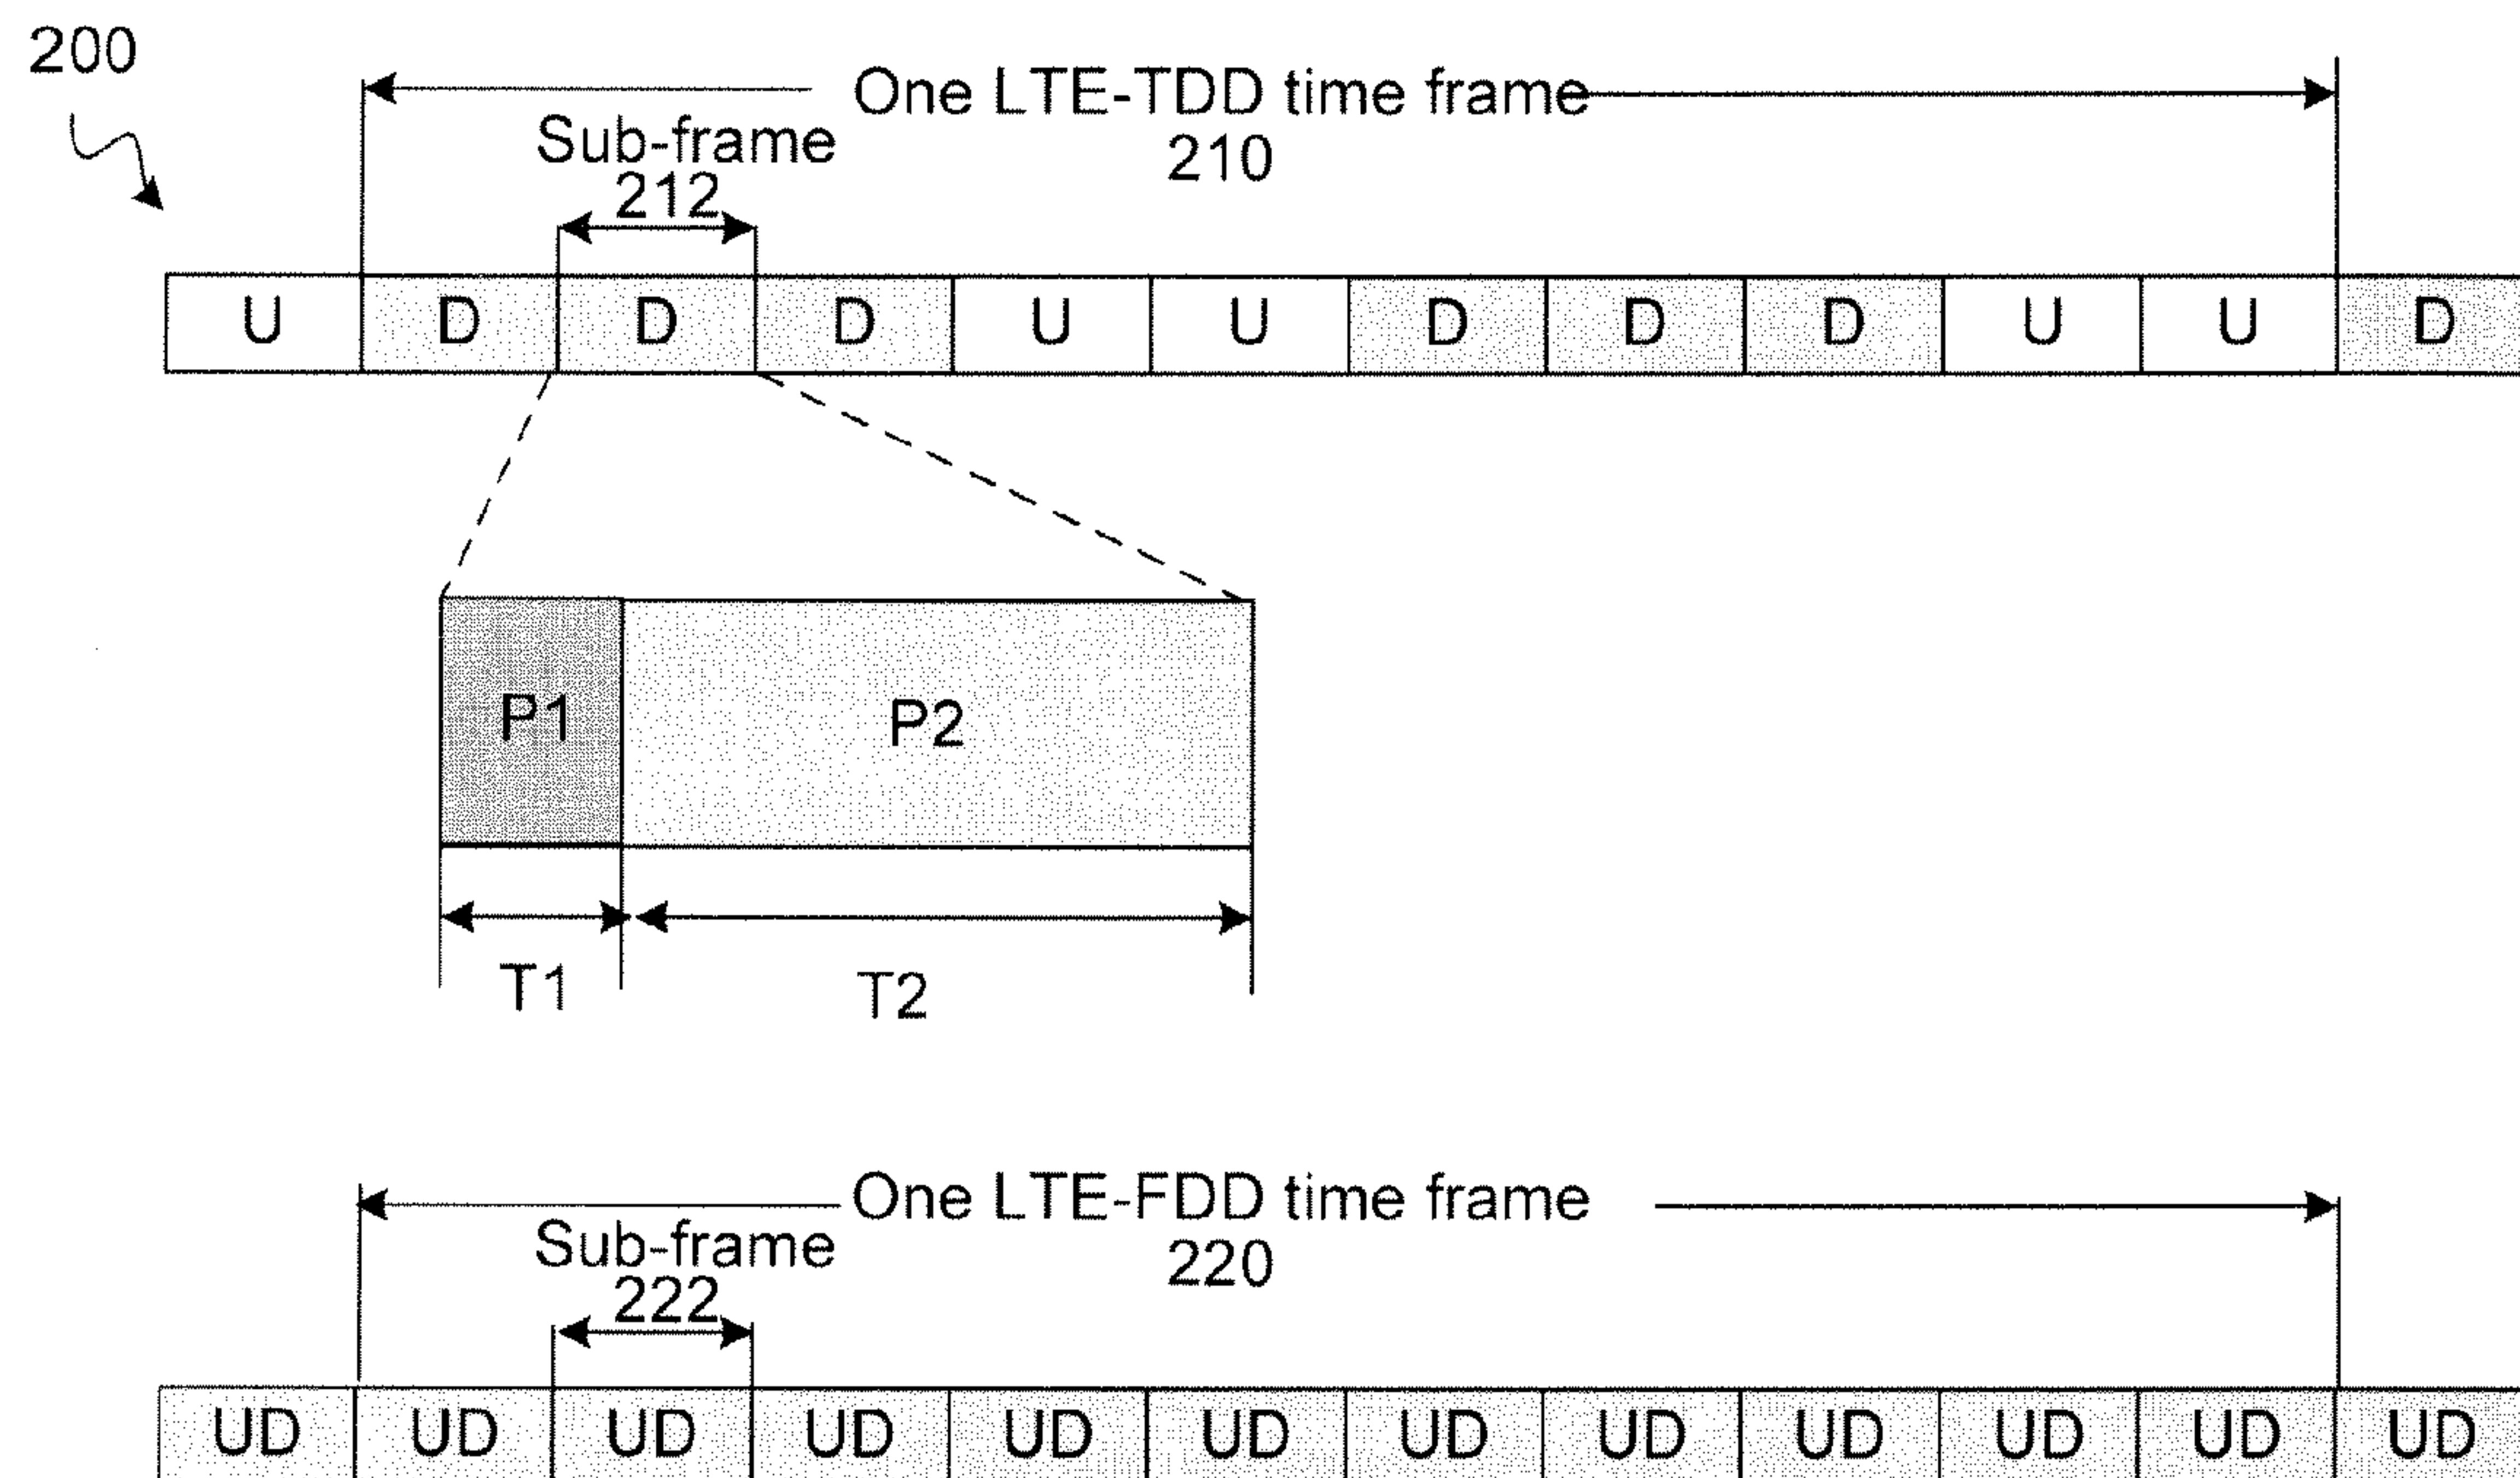 200
One LTE-TDD time frame
210
Sub-frame
212
U D D D U U D D D U U D
P1 P2
T1 T2
One LTE-FDD time frame
220
Sub-frame
222
UD UD UD UD UD UD UD UD UD UD UD UD